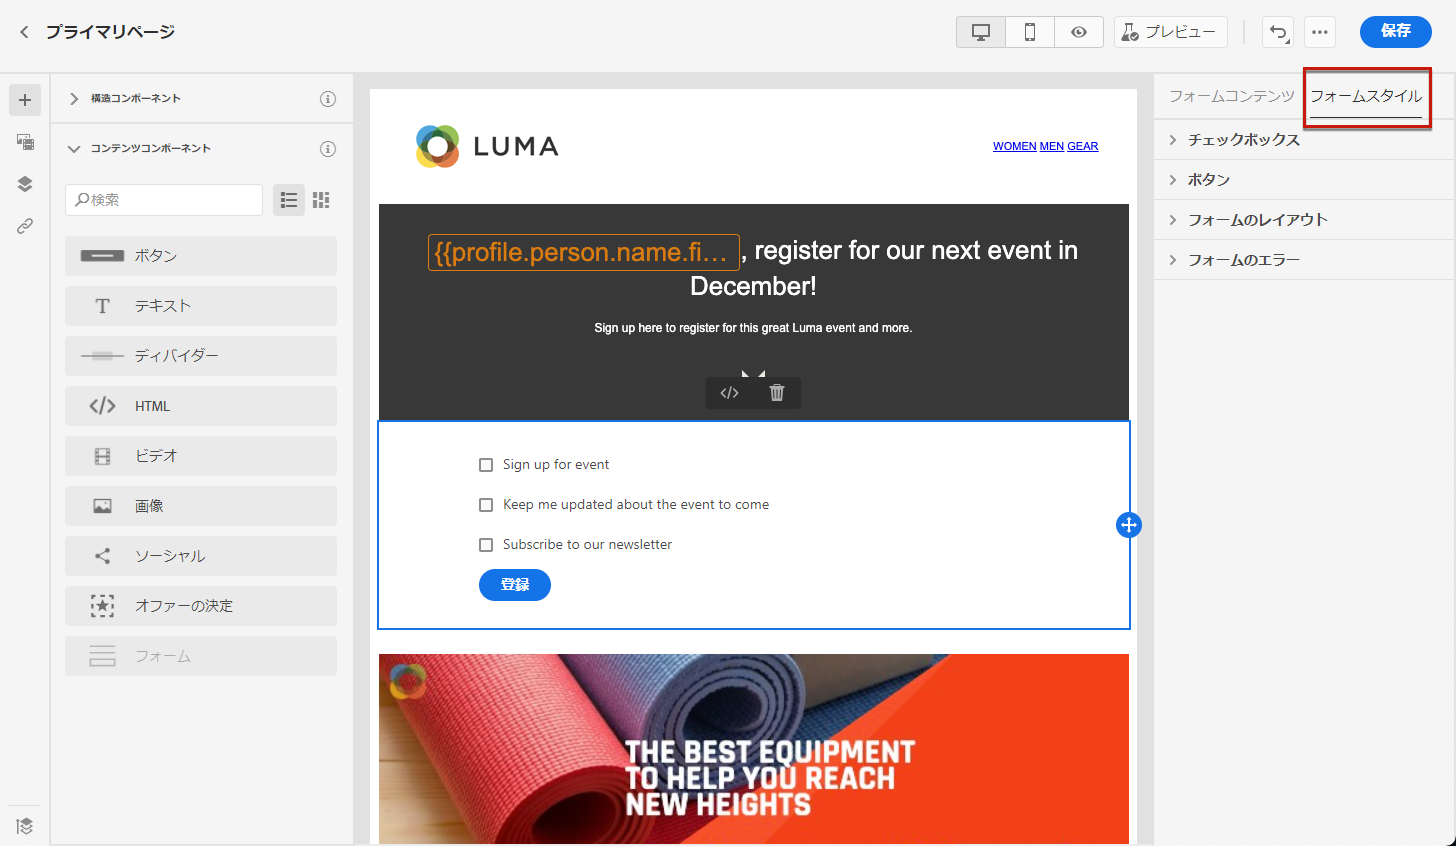 プライマリページ
プレビュー
保存
構造コンポーネント
コンテンツコンポーネント
検索
ボタン
テキスト
ディバイダー
HTML
ビデオ
画像
ソーシャル
オファーの決定
フォーム
LUMA
WOMEN MEN GEAR
{{profile.person.name.fi... , register for our next event in
December!
Sign up here to register for this great Luma event and more.
Sign up for event
Keep me updated about the event to come
Subscribe to our newsletter
登録
THE BEST EQUIPMENT
TO HELP YOU REACH
NEW HEIGHTS
フォームコンテンツ
フォームスタイル
チェックボックス
ボタン
フォームのレイアウト
フォームのエラー